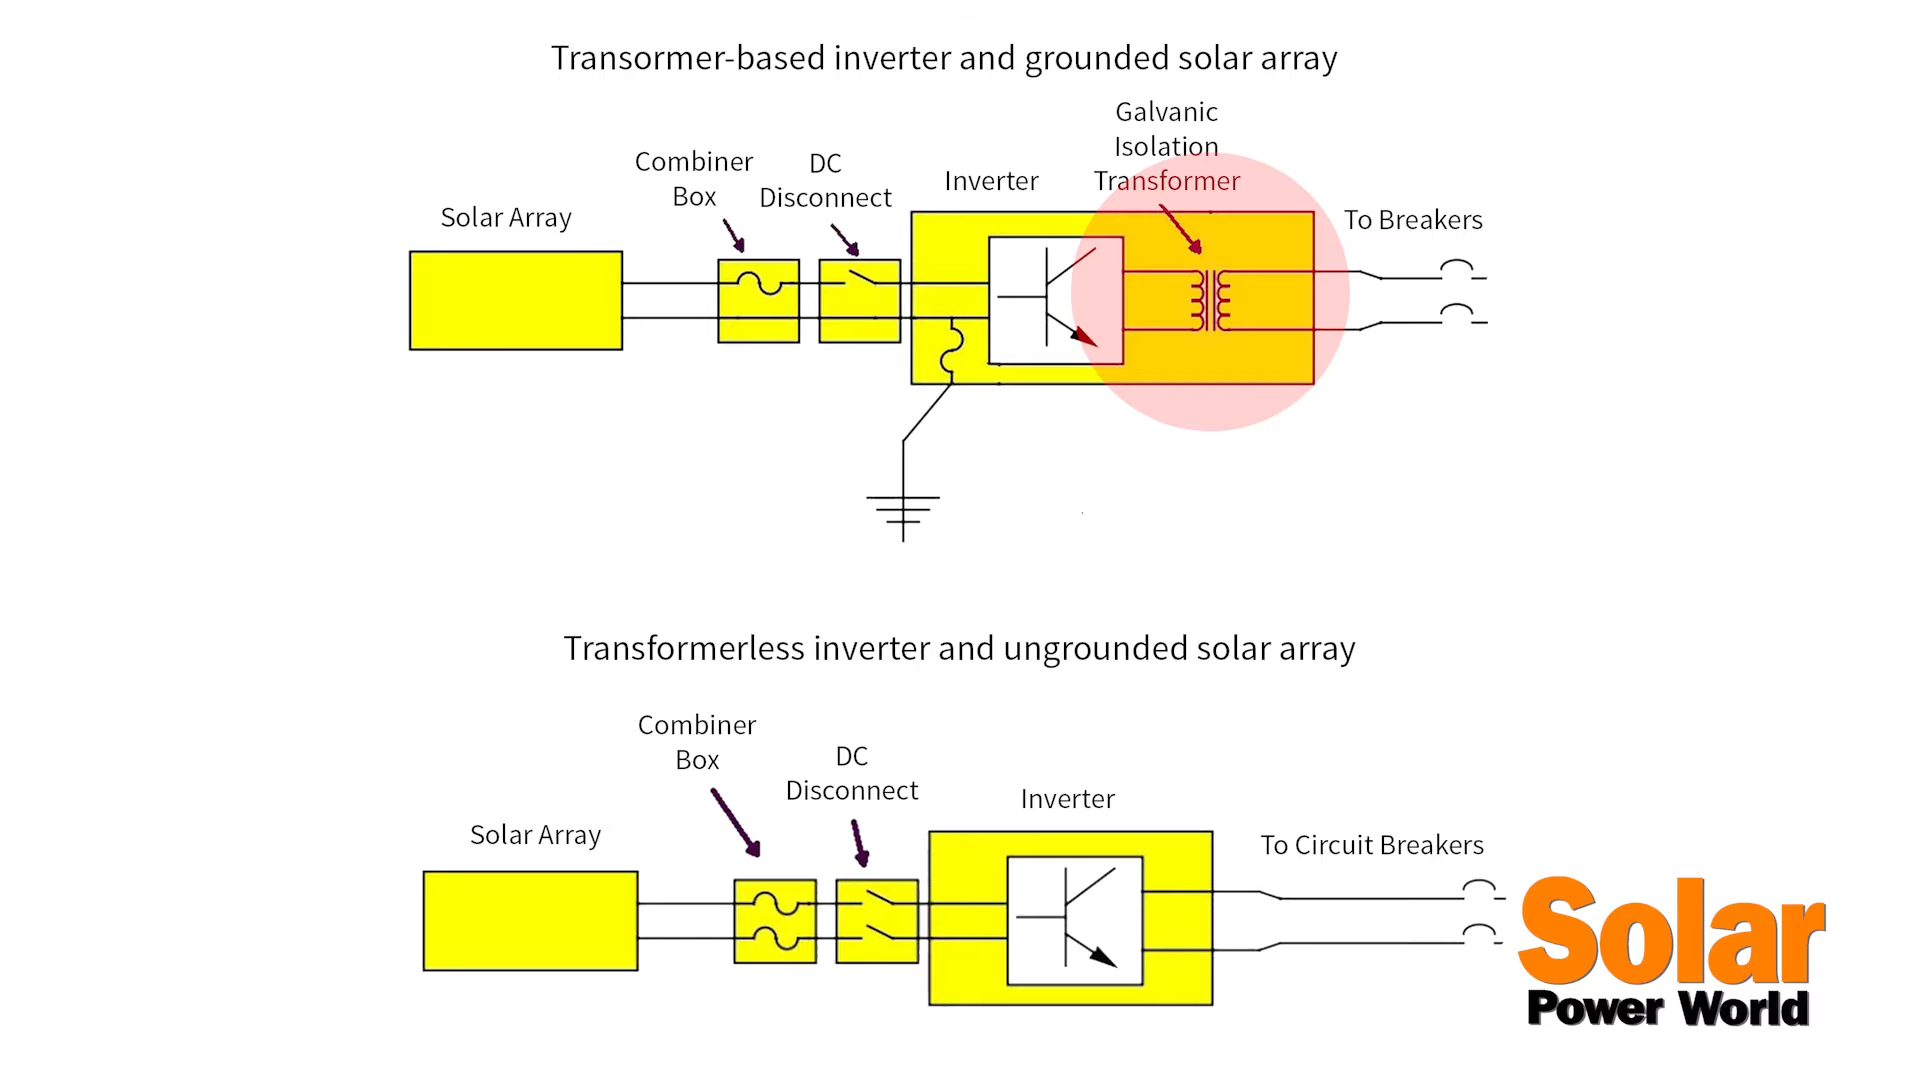 Transormer-based inverter and grounded solar array
Galvanic
Isolation
Transformer
Combiner
Box
DC
Disconnect
Inverter
Solar Array
To Breakers
Transformerless inverter and ungrounded solar array
Combiner
Box
DC
Disconnect
Inverter
Solar Array
To Circuit Breakers
Solar
Power World